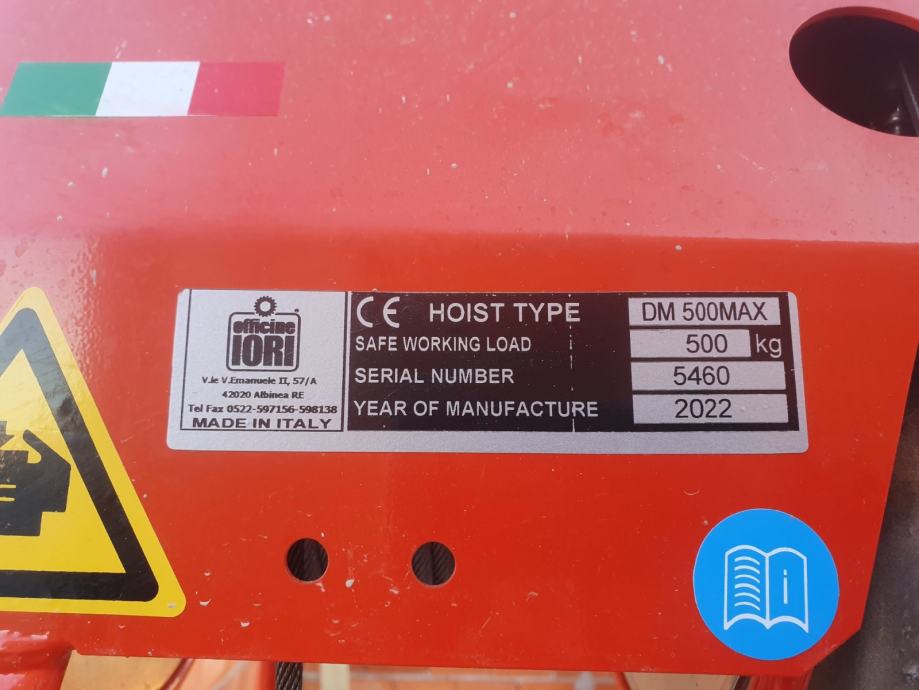 officine
IORI
V.le V.Emanuele II, 57/A
42020 Albinea RE
Tel Fax 0522-597156-598138
MADE IN ITALY
CE HOIST TYPE DM 500MAX
SAFE WORKING LOAD 500 kg
SERIAL NUMBER 5460
YEAR OF MANUFACTURE 2022
i